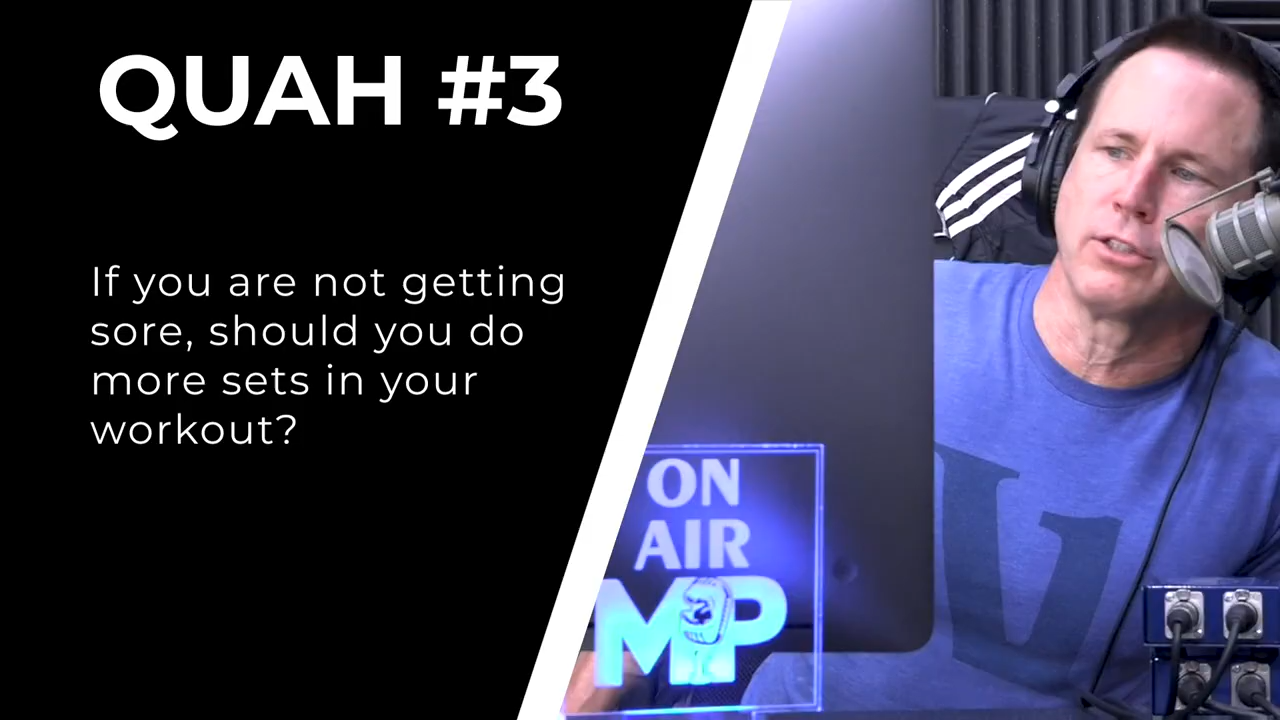 QUAH #3
If you are not getting
sore, should you do
more sets in your
workout?
ON
AIR
MP